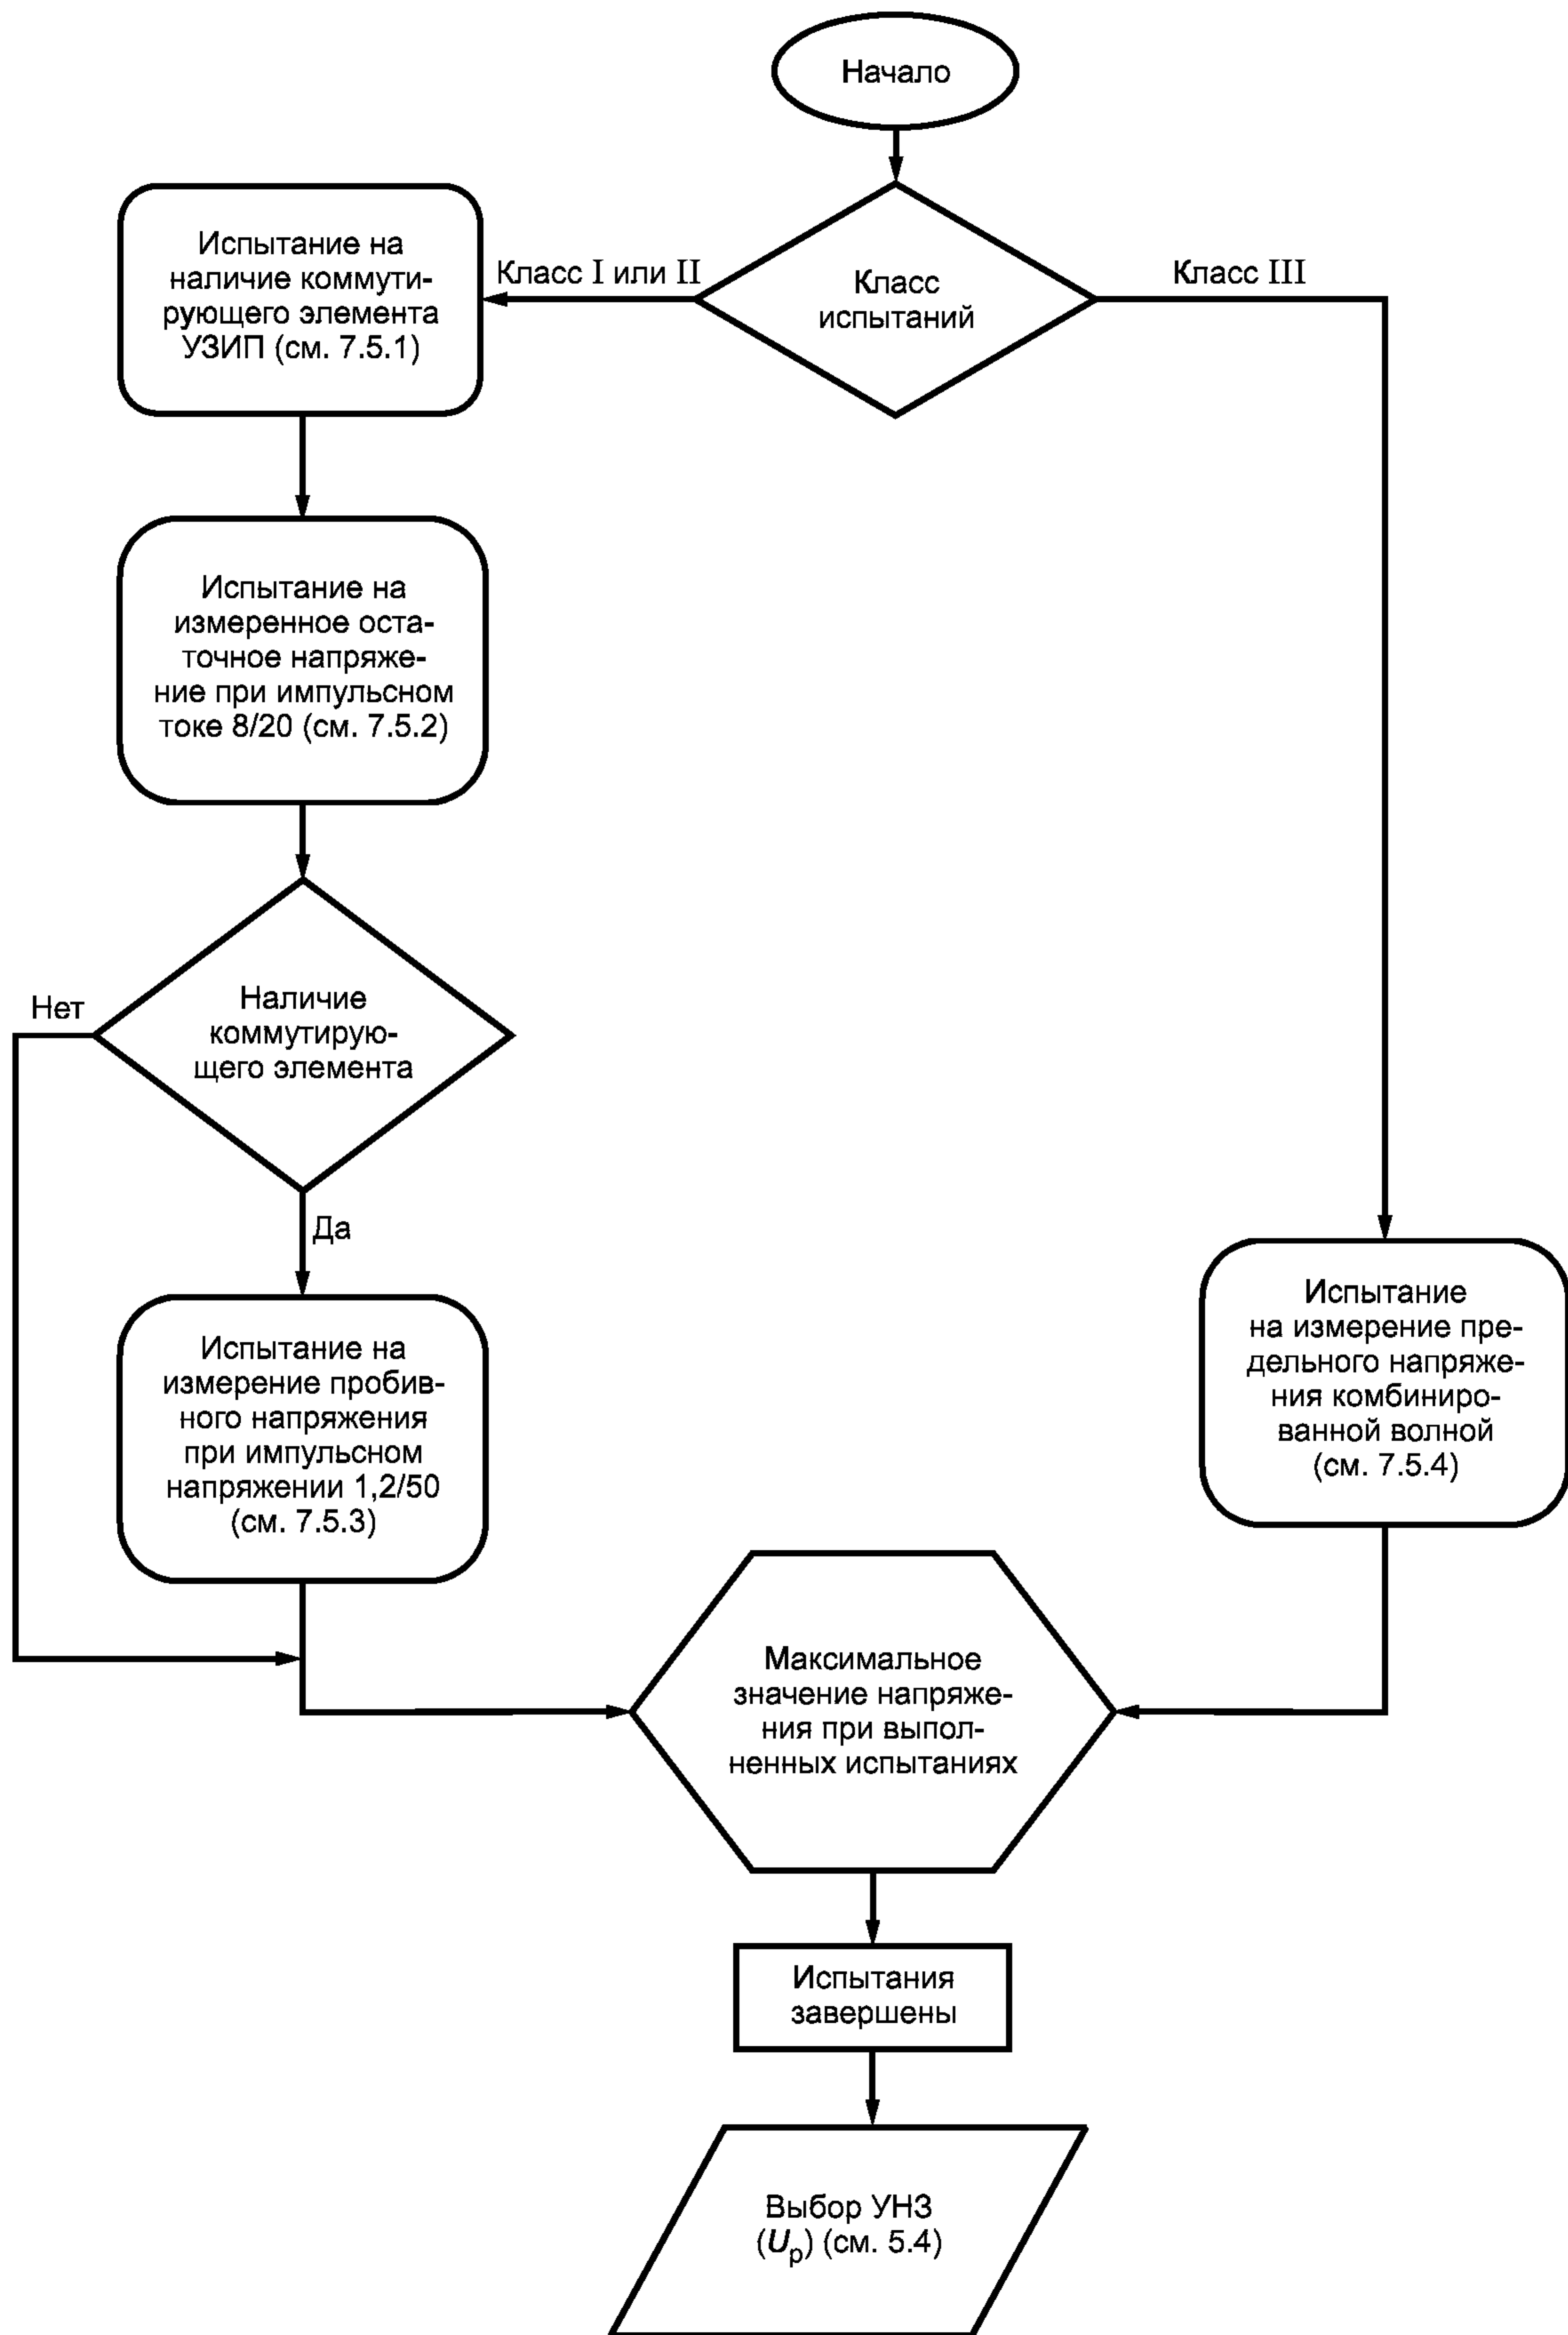 Начало
Испытание на
наличие коммути-
рующего элемента
УЗИП (см. 7.5.1)
Класс I или II
Класс
испытаний
Класс III
Испытание на
измеренное оста-
точное напряже-
ние при импульсном
токе 8/20 (см. 7.5.2)
Нет
Наличие
коммутирую-
щего элемента
Да
Испытание на
измерение пробив-
ного напряжения
при импульсном
напряжении 1,2/50
(см. 7.5.3)
Испытание
на измерение пре-
дельного напряже-
ния комбиниро-
ванной волной
(см. 7.5.4)
Максимальное
значение напряже-
ния при выпол-
ненных испытаниях
Испытания
завершены
Выбор УНЗ
(Uр) (см. 5.4)